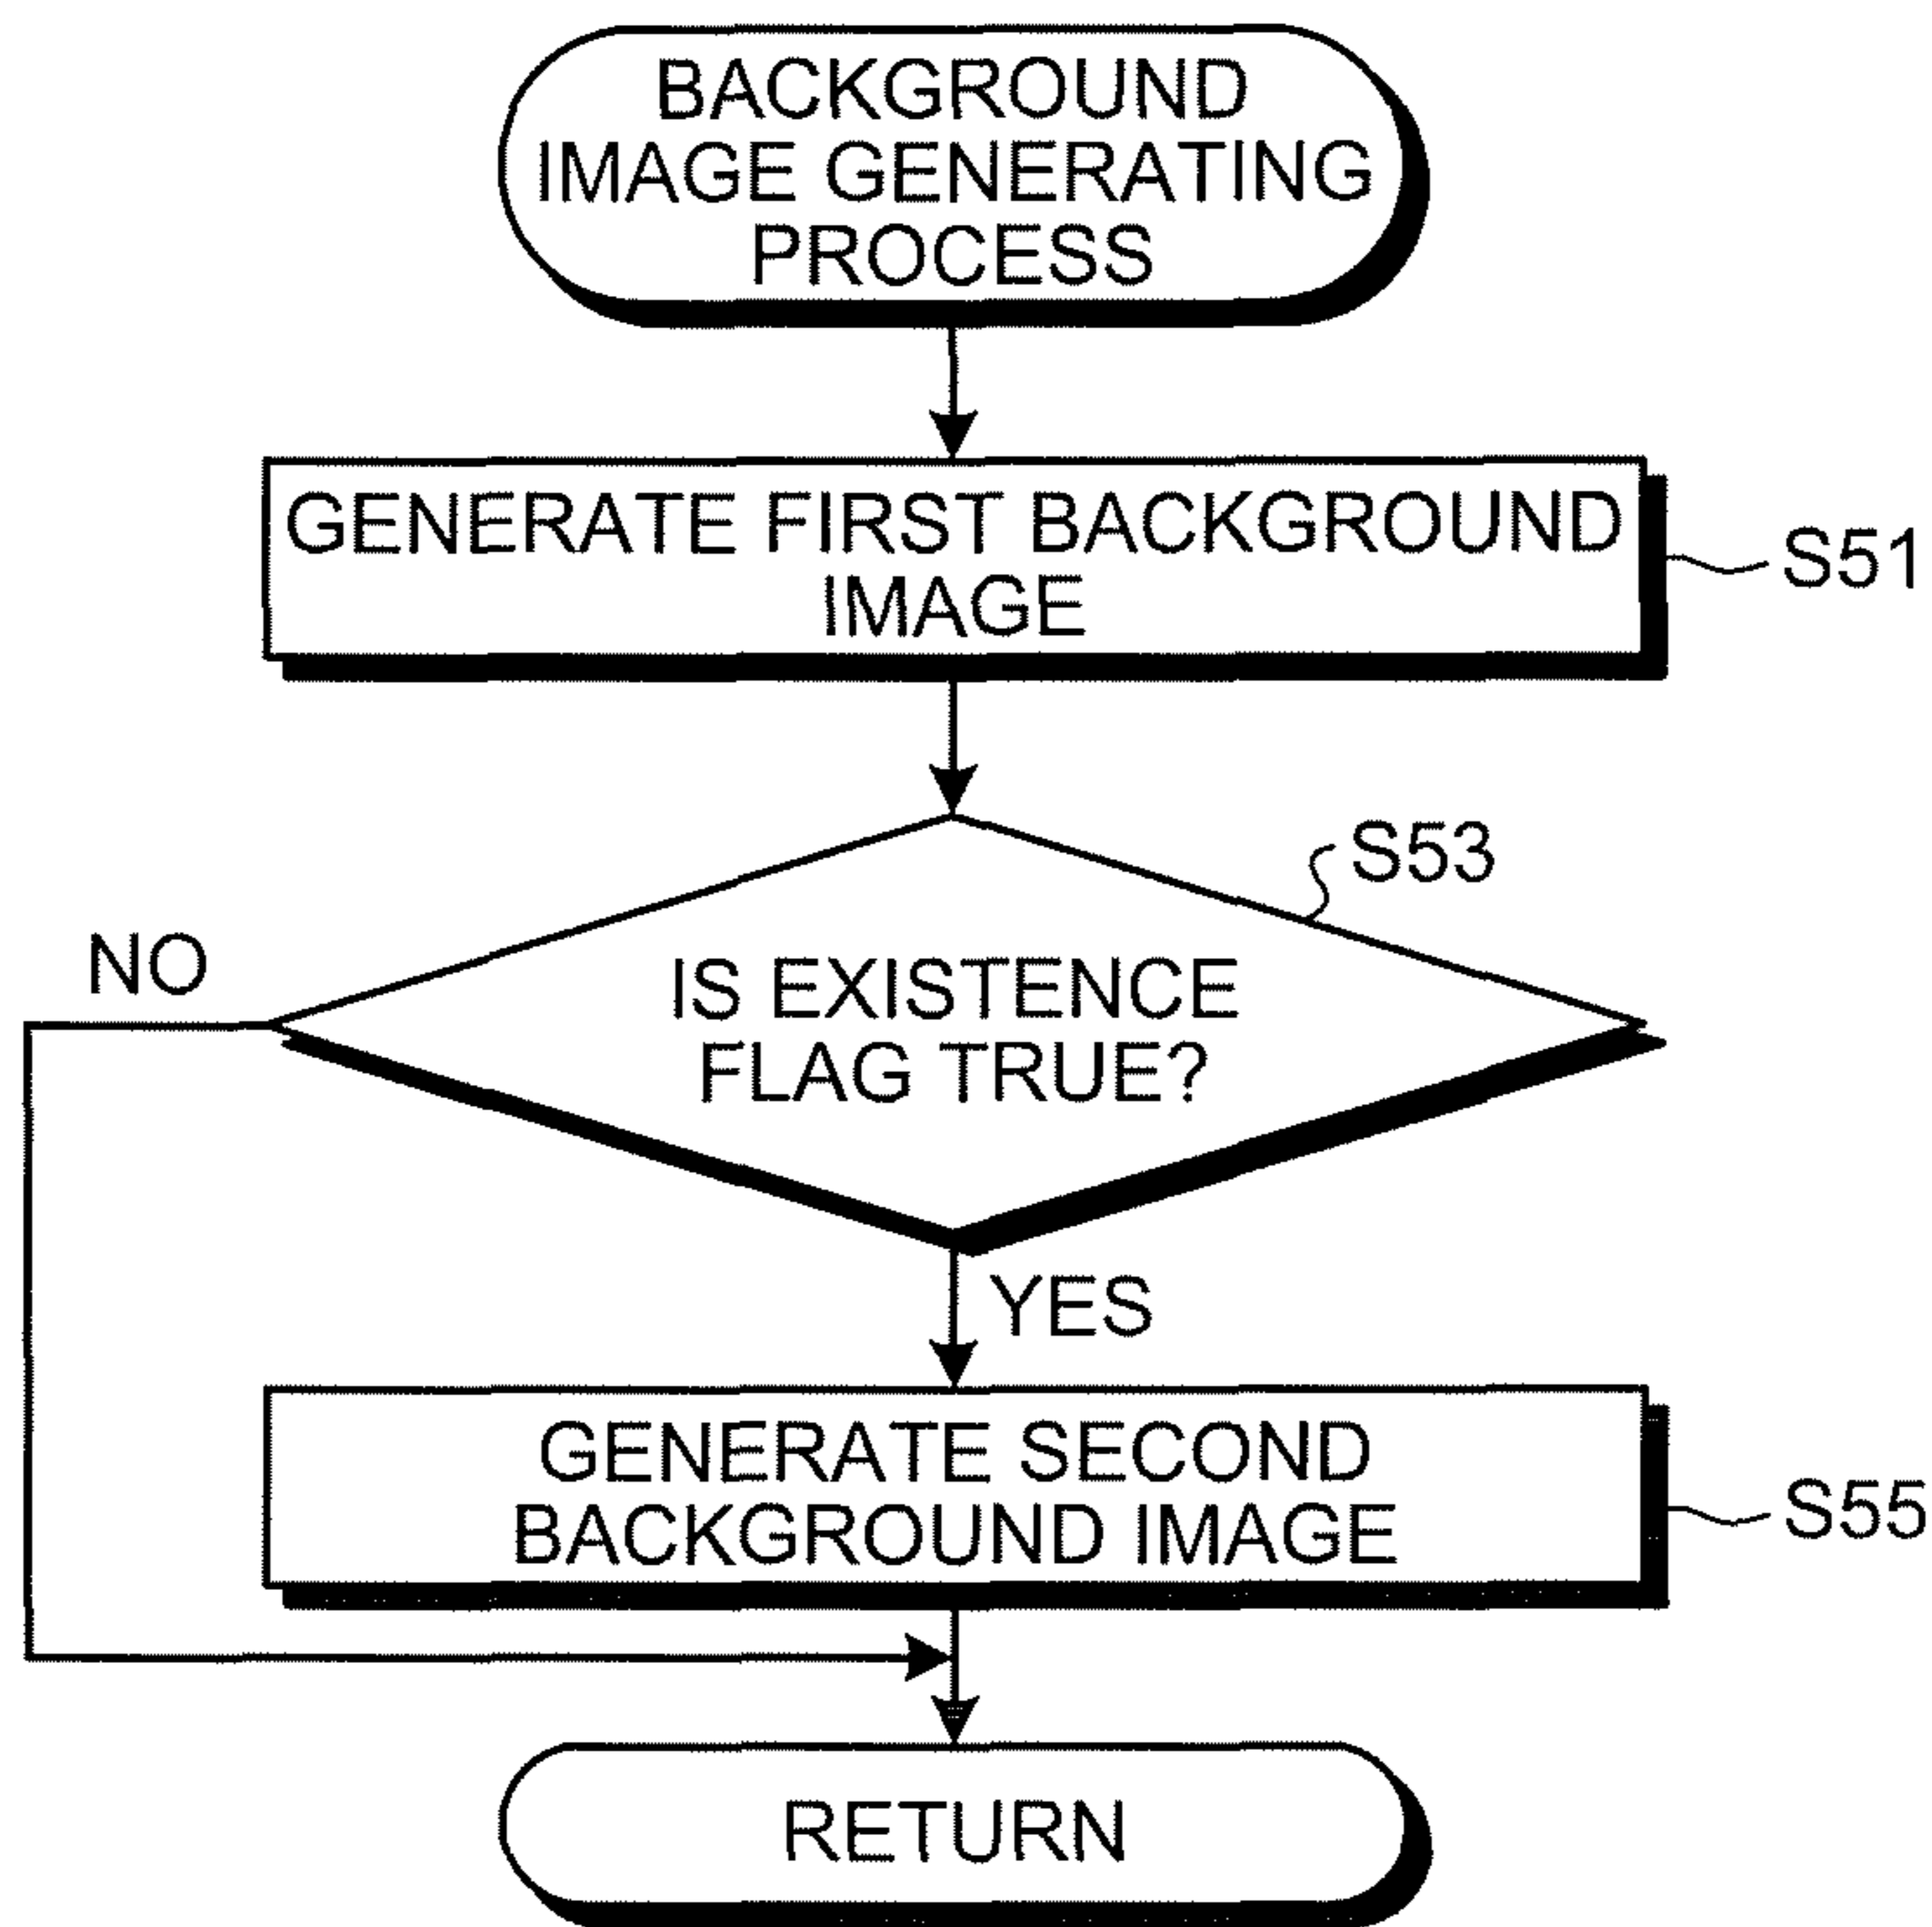 BACKGROUND
IMAGE GENERATING
PROCESS
GENERATE FIRST BACKGROUND
IMAGE
S51
S53
NO
IS EXISTENCE
FLAG TRUE?
YES
GENERATE SECOND
BACKGROUND IMAGE
S55
RETURN